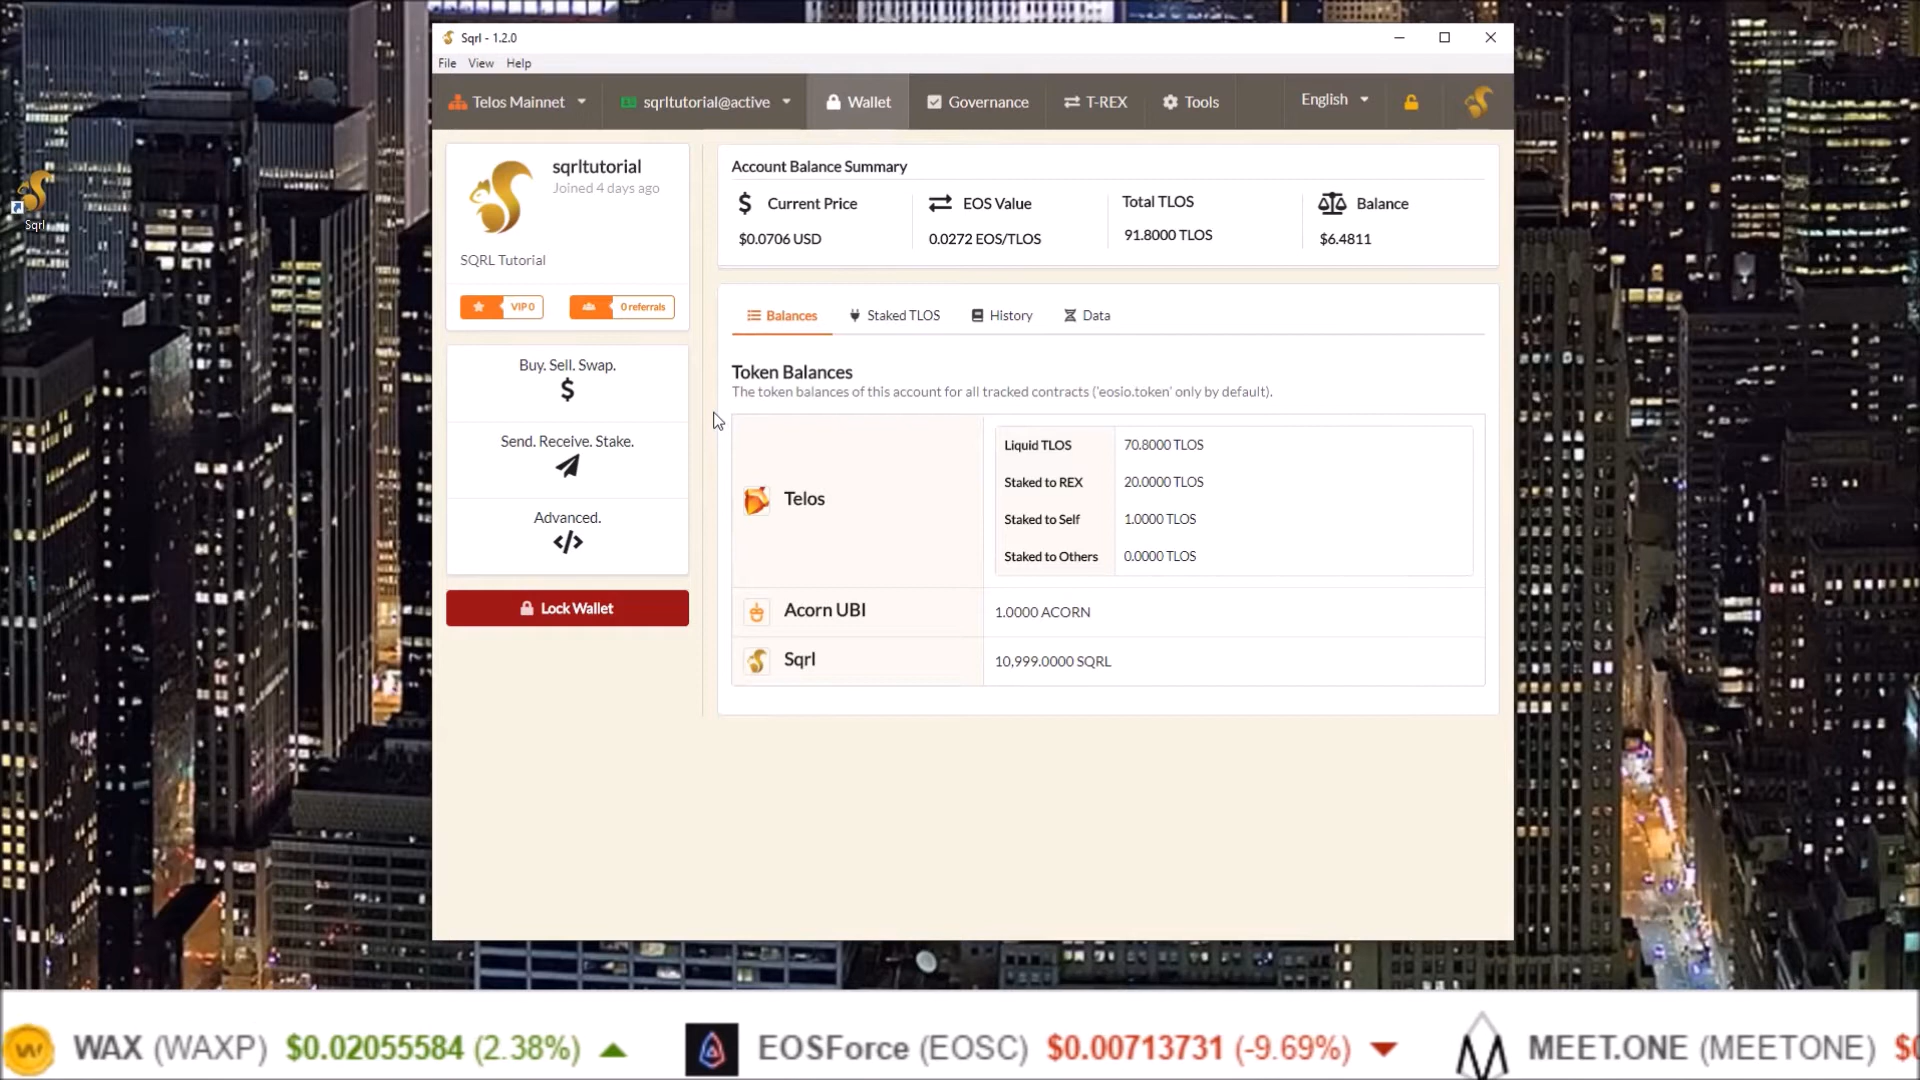 Sqrl - 1.2.0
File View Help
Telos Mainnet sqrltutorial@active Wallet Governance T-REX Tools English
Sqrl
sqrltutorial
Joined 4 days ago
SQRL Tutorial
VIP 0 0 referrals
Buy. Sell. Swap.
Send. Receive. Stake.
Advanced.
Lock Wallet
Account Balance Summary
Current Price EOS Value Total TLOS Balance
$0.0706 USD 0.0272 EOS/TLOS 91.8000 TLOS $6.4811
Balances Staked TLOS History Data
Token Balances
The token balances of this account for all tracked contracts ('eosio.token' only by default).
Telos
Liquid TLOS 70.8000 TLOS
Staked to REX 20.0000 TLOS
Staked to Self 1.0000 TLOS
Staked to Others 0.0000 TLOS
Acorn UBI 1.0000 ACORN
Sqrl 10,999.0000 SQRL
WAX (WAXP) $0.02055584 (2.38%) EOSForce (EOSC) $0.00713731 (-9.69%) MEET.ONE (MEETONE)